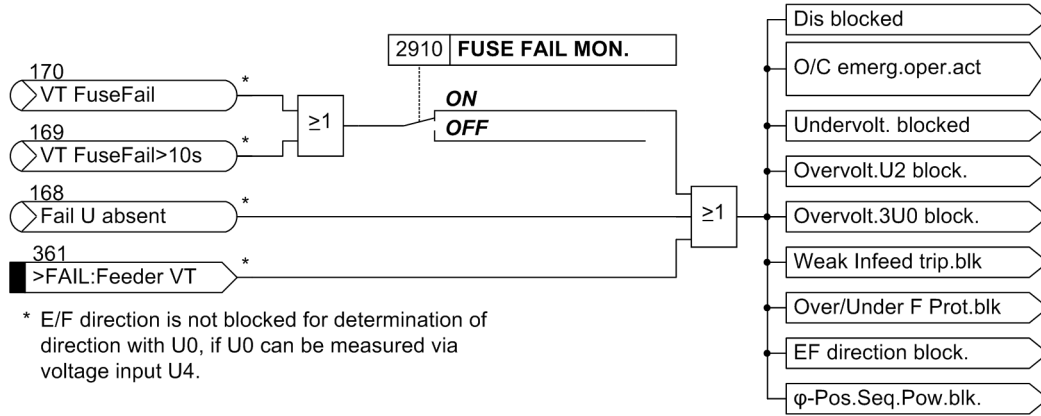 Dis blocked
2910 FUSE FAIL MON.
O/C emerg.oper.act
170
*
VT FuseFail
ON
≥1
OFF
Undervolt. blocked
169
*
VT FuseFail>10s
Overvolt.U2 block.
168
*
Fail U absent
≥1
Overvolt.3U0 block.
361
*
>FAIL:Feeder VT
Weak Infeed trip.blk
Over/Under F Prot.blk
EF direction block.
φ-Pos.Seq.Pow.blk.
* E/F direction is not blocked for determination of
direction with U0, if U0 can be measured via
voltage input U4.